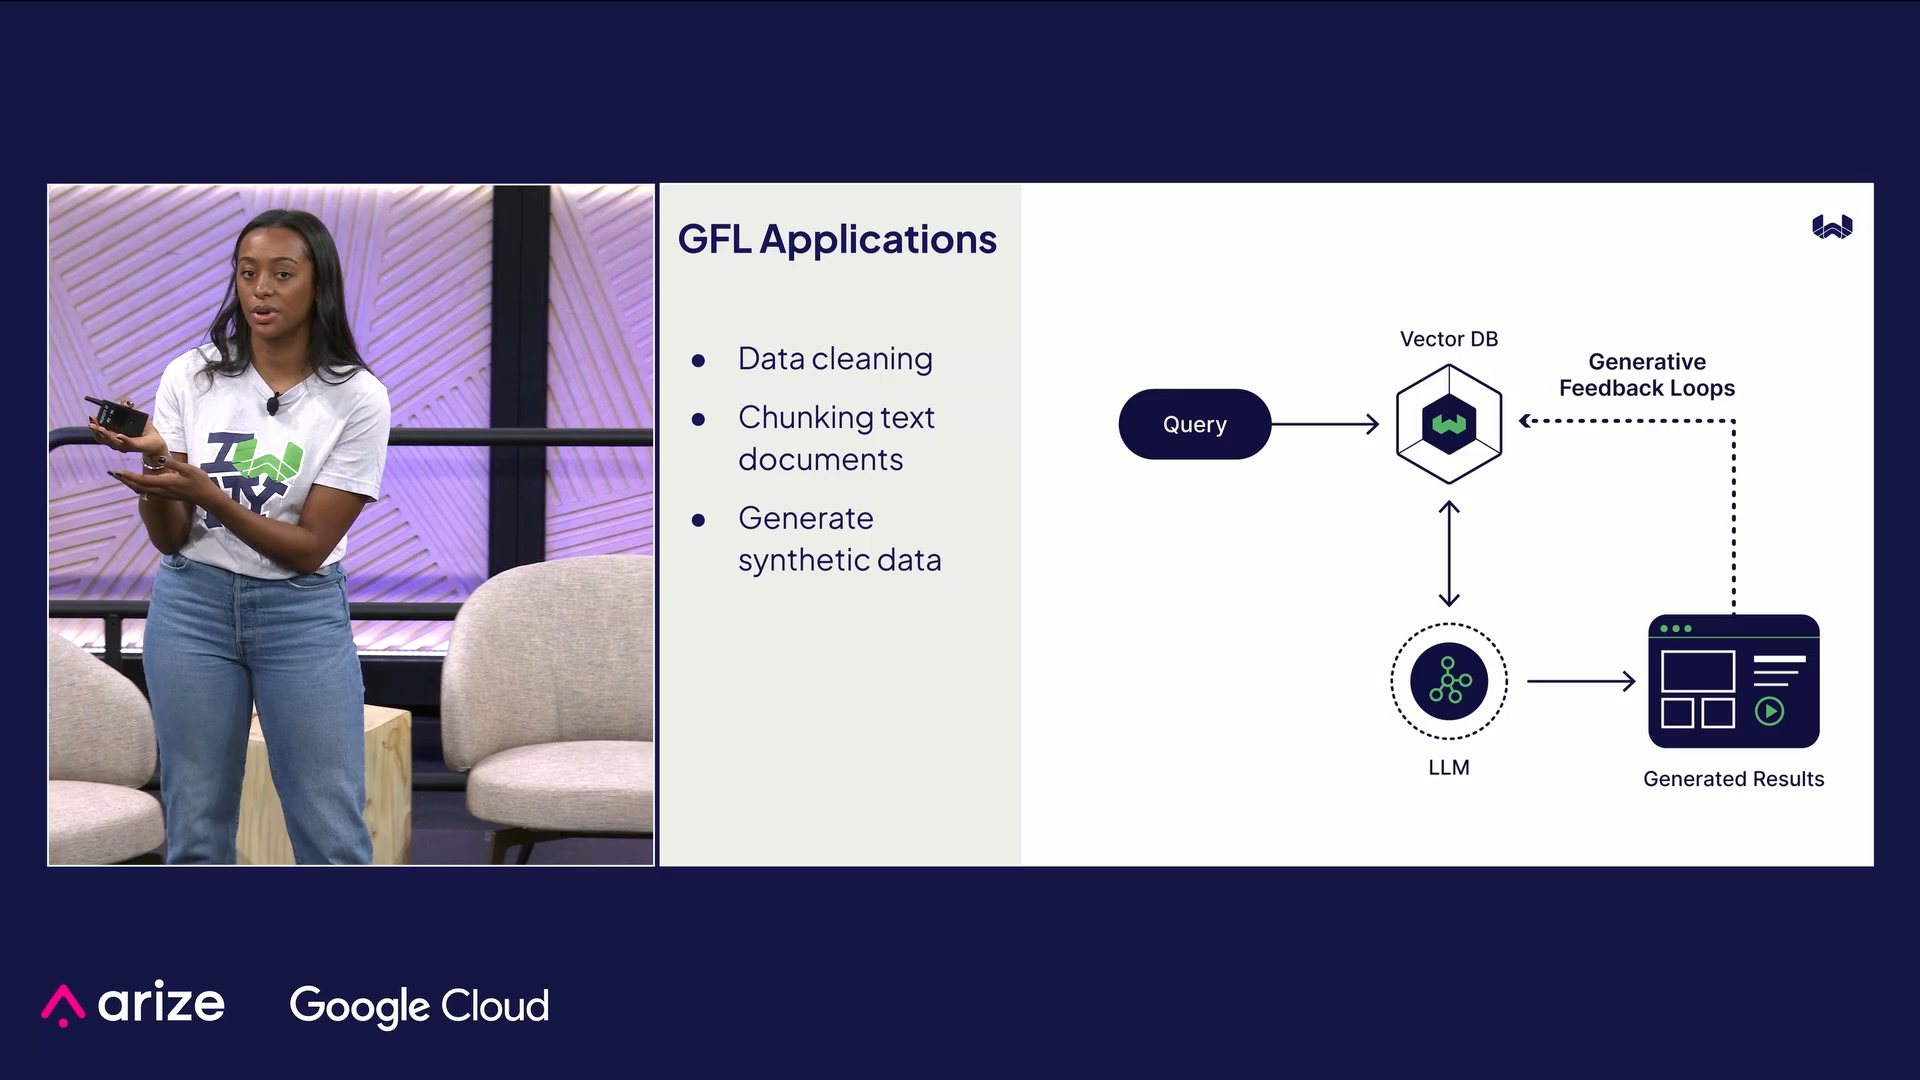 GFL Applications
Data cleaning
Chunking text
documents
Generate
synthetic data
Vector DB
Generative
Feedback Loops
Query
LLM
Generated Results
arize
Google Cloud